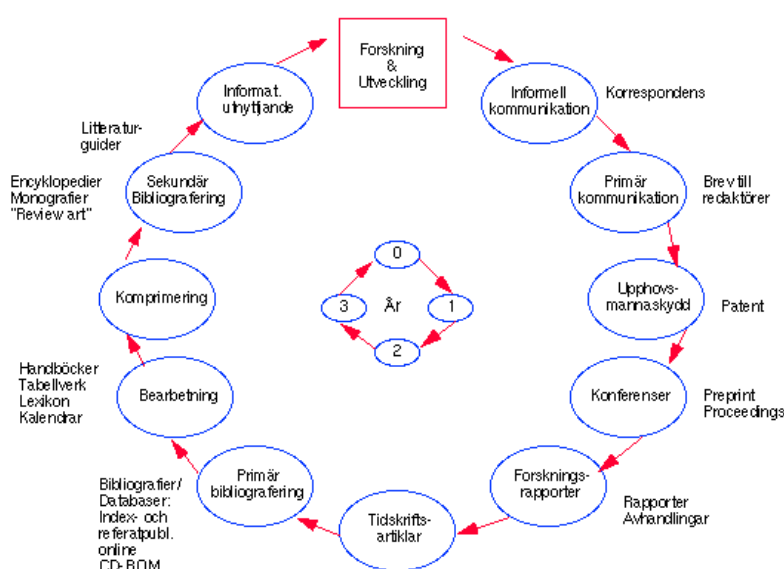 Forskning
&
Utveckling
Informell
kommunikation
Korrespondens
Primär
kommunikation
Brev till
redaktörer
Upphovs-
mannaskydd
Patent
Konferenser
Preprint
Proceedings
Forsknings-
rapporter
Rapporter
Avhandlingar
Tidskrifts-
artiklar
Primär
bibliografering
Bibliografier/
Databaser:
Index- och
referatpubl.
online
CD-ROM
Bearbetning
Handböcker
Tabellverk
Lexikon
Kalendrar
Komprimering
Encyklopedier
Monografier
"Review art"
Sekundär
Bibliografering
Litteratur-
guider
Informat.
utnyttjande
0
1
2
3
År